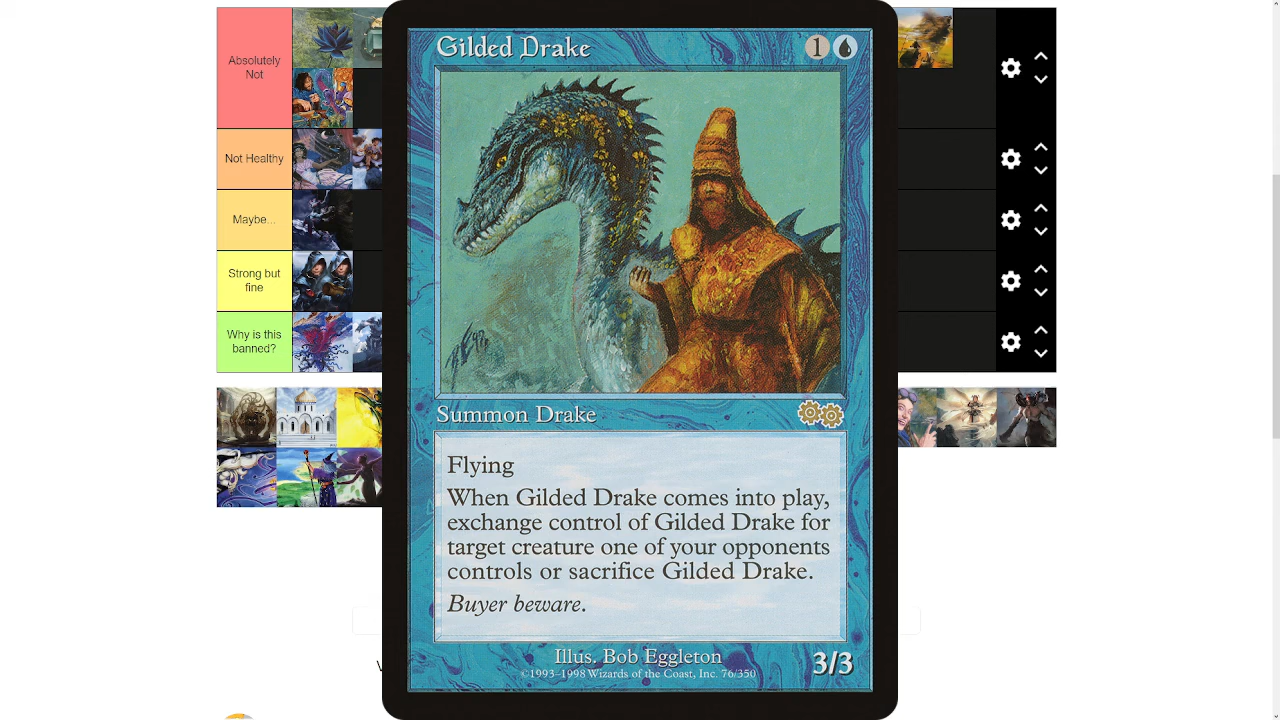 Absolutely
Not
Not Healthy
Maybe...
Strong but
fine
Why is this
banned?
Gilded Drake
1
Summon Drake
Flying
When Gilded Drake comes into play,
exchange control of Gilded Drake for
target creature one of your opponents
controls or sacrifice Gilded Drake.
Buyer beware.
Illus. Bob Eggleton
©1993–1998 Wizards of the Coast, Inc. 76/350
3/3